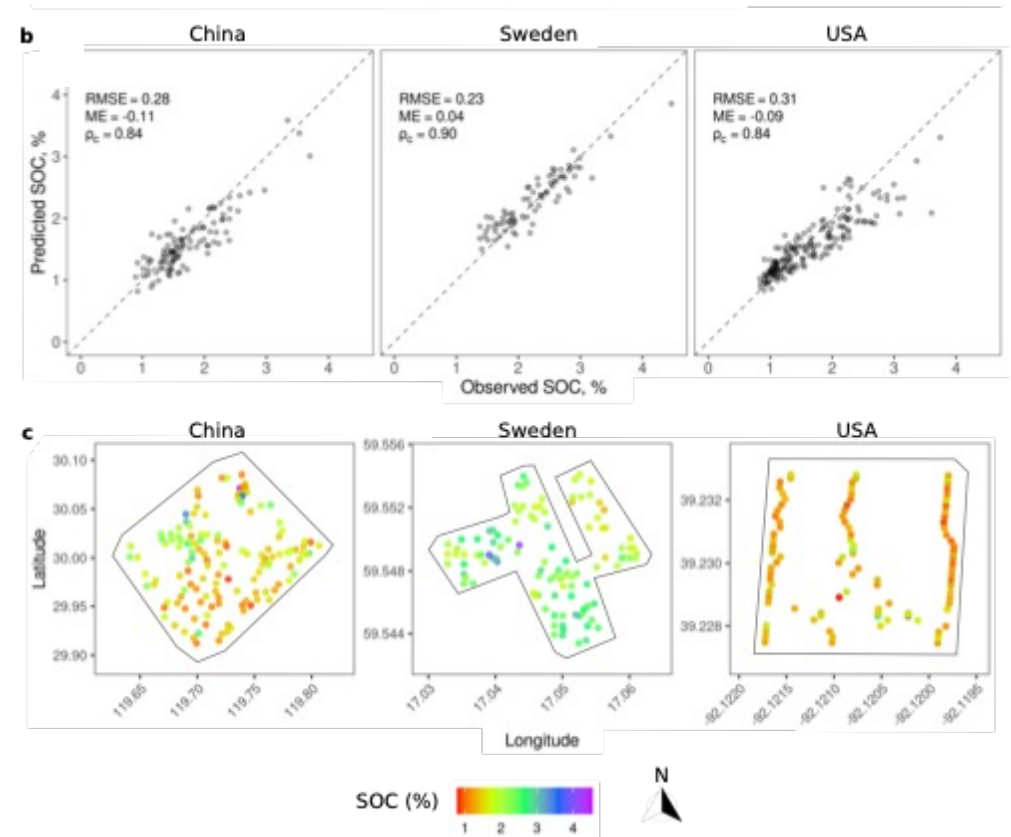 b
China
Sweden
USA
RMSE = 0.28
ME = -0.11
ρc = 0.84
RMSE = 0.23
ME = 0.04
ρc = 0.90
RMSE = 0.31
ME = -0.09
ρc = 0.84
Predicted SOC, %
4
3
2
1
0
0 1 2 3 4
0 1 2 3 4
0 1 2 3 4
Observed SOC, %
c
China
Sweden
USA
Latitude
30.10
30.05
30.00
29.95
29.90
119.65 119.70 119.75 119.80
59.556
59.552
59.548
59.544
17.03 17.04 17.05 17.06
39.232
39.230
39.228
-92.1220 -92.1215 -92.1210 -92.1205 -92.1200 -92.1195
Longitude
SOC (%)
1 2 3 4
N